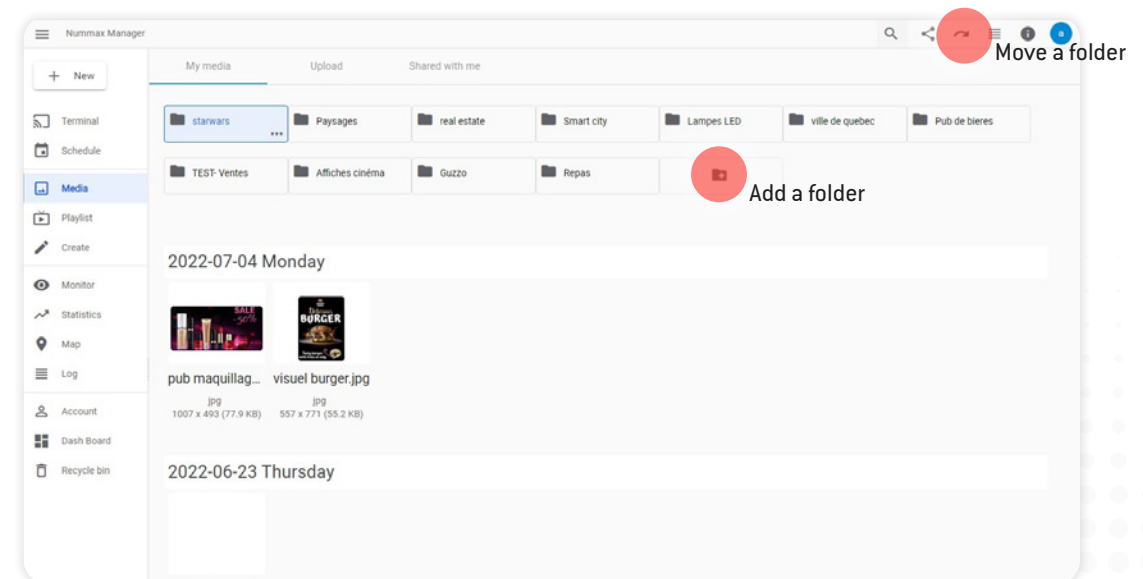 Nummax Manager
a
Move a folder
+ New
My media Upload Shared with me
Terminal
Schedule
Media
Playlist
Create
Monitor
Statistics
Map
Log
Account
Dash Board
Recycle bin
starwars Paysages real estate Smart city Lampes LED ville de quebec Pub de bieres
TEST- Ventes Affiches cinéma Guzzo Repas
Add a folder
2022-07-04 Monday
SALE
-50%
Delicious
BURGER
pub maquillag... visuel burger.jpg
jpg jpg
1007 x 493 (77.9 KB) 557 x 771 (55.2 KB)
2022-06-23 Thursday